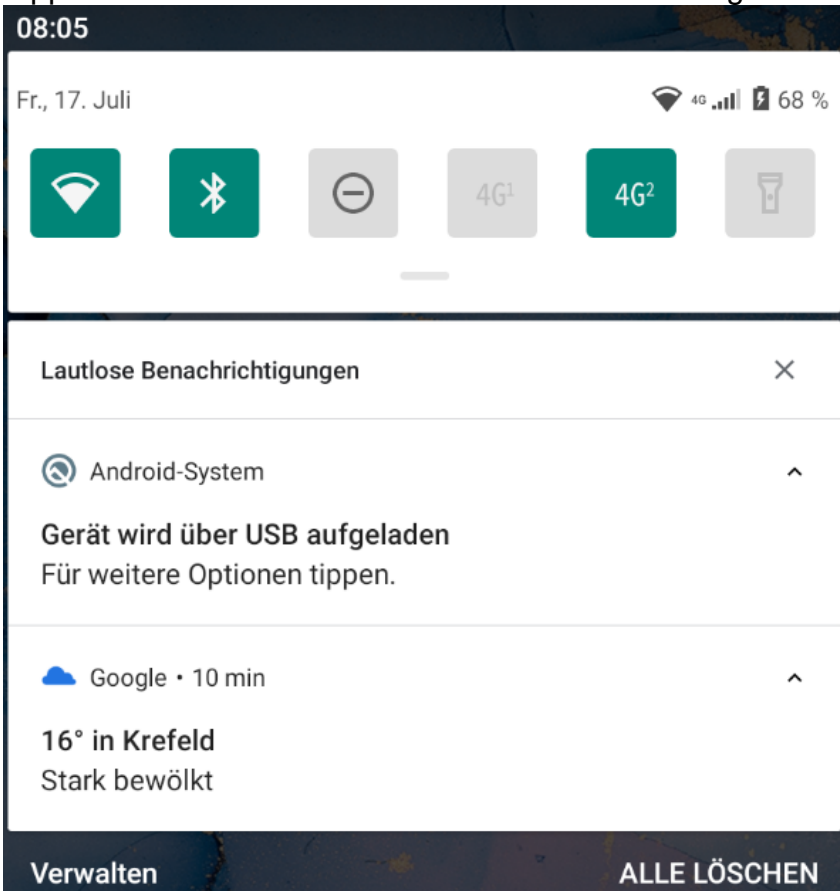 08:05
Fr., 17. Juli 4G 68 %
4G¹ 4G²
Lautlose Benachrichtigungen
Android-System
Gerät wird über USB aufgeladen
Für weitere Optionen tippen.
Google • 10 min
16° in Krefeld
Stark bewölkt
Verwalten ALLE LÖSCHEN